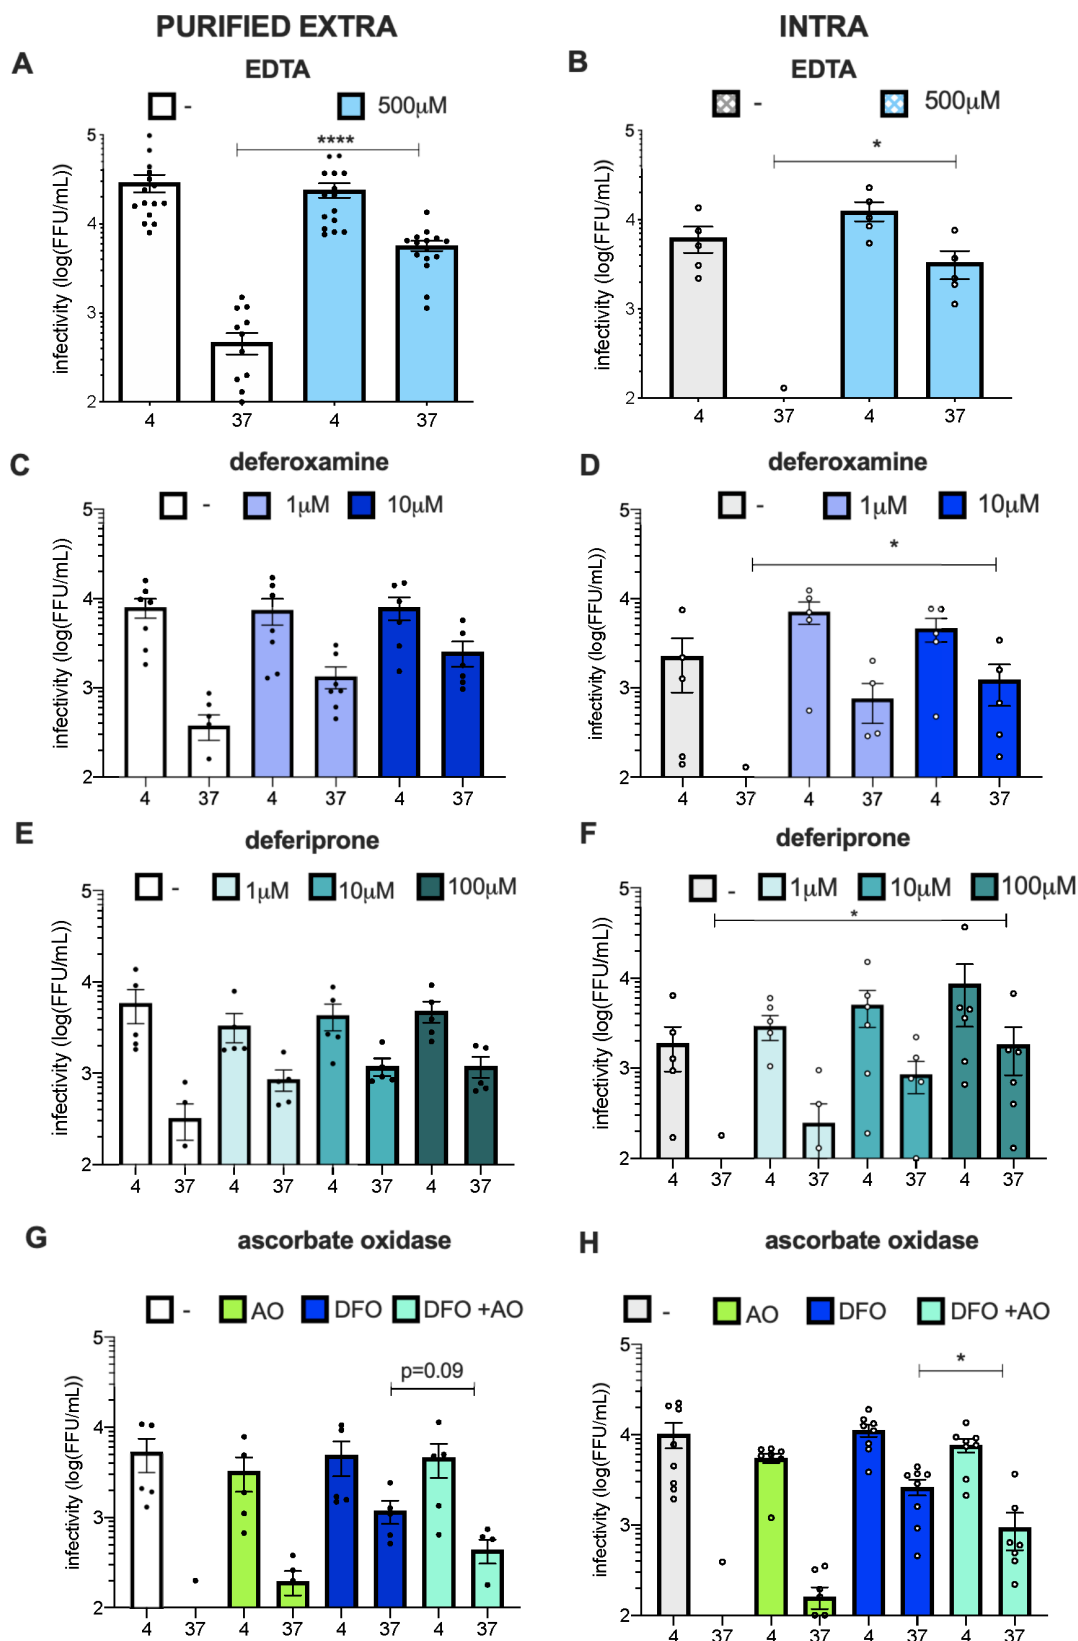 PURIFIED EXTRA
INTRA
A
EDTA
- 500µM
****
infectivity (log(FFU/mL))
5
4
3
2
4 37 4 37
B
EDTA
- 500µM
*
infectivity (log(FFU/mL))
5
4
3
2
4 37 4 37
C
deferoxamine
- 1µM 10µM
infectivity (log(FFU/mL))
5
4
3
2
4 37 4 37 4 37
D
deferoxamine
- 1µM 10µM
*
infectivity (log(FFU/mL))
5
4
3
2
4 37 4 37 4 37
E
deferiprone
- 1µM 10µM 100µM
infectivity (log(FFU/mL))
5
4
3
2
4 37 4 37 4 37 4 37
F
deferiprone
- 1µM 10µM 100µM
*
infectivity (log(FFU/mL))
5
4
3
2
4 37 4 37 4 37 4 37
G
ascorbate oxidase
- AO DFO DFO +AO
p=0.09
infectivity (log(FFU/mL))
5
4
3
2
4 37 4 37 4 37 4 37
H
ascorbate oxidase
- AO DFO DFO +AO
*
infectivity (log(FFU/mL))
5
4
3
2
4 37 4 37 4 37 4 37